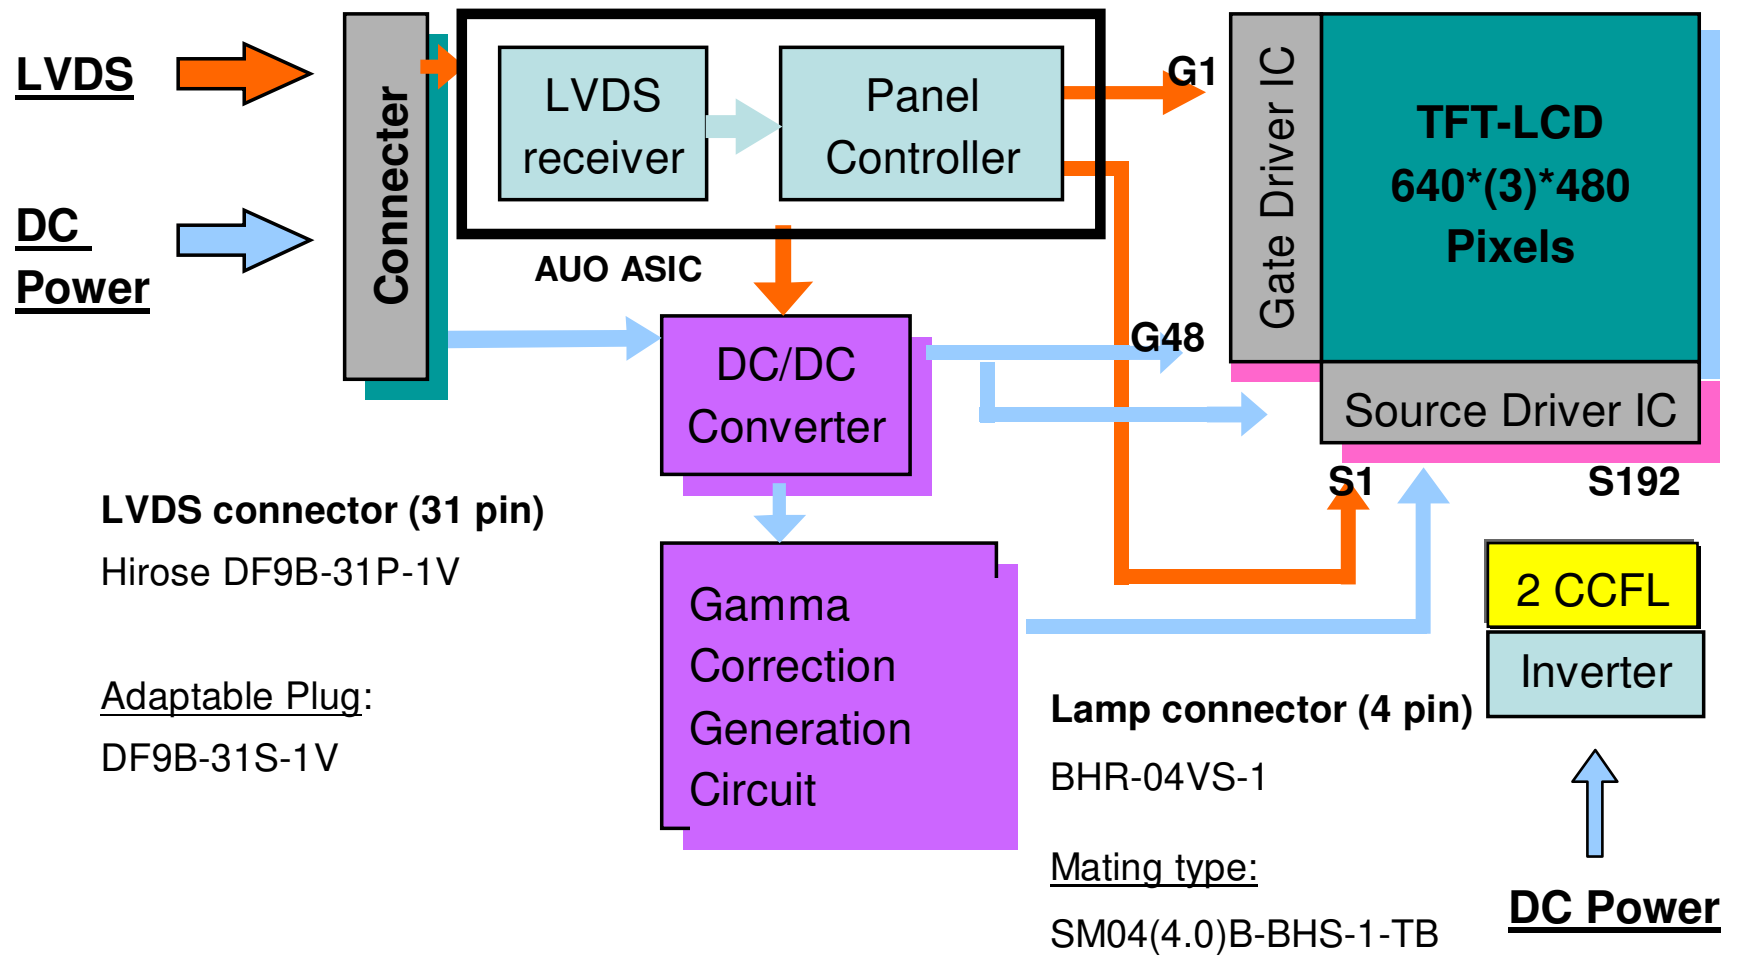 LVDS
DC
Power
Connecter
LVDS
receiver
Panel
Controller
AUO ASIC
G1
G48
Gate Driver IC
TFT-LCD
640*(3)*480
Pixels
Source Driver IC
S1
S192
DC/DC
Converter
LVDS connector (31 pin)
Hirose DF9B-31P-1V
Adaptable Plug:
DF9B-31S-1V
Gamma
Correction
Generation
Circuit
2 CCFL
Inverter
Lamp connector (4 pin)
BHR-04VS-1
Mating type:
SM04(4.0)B-BHS-1-TB
DC Power